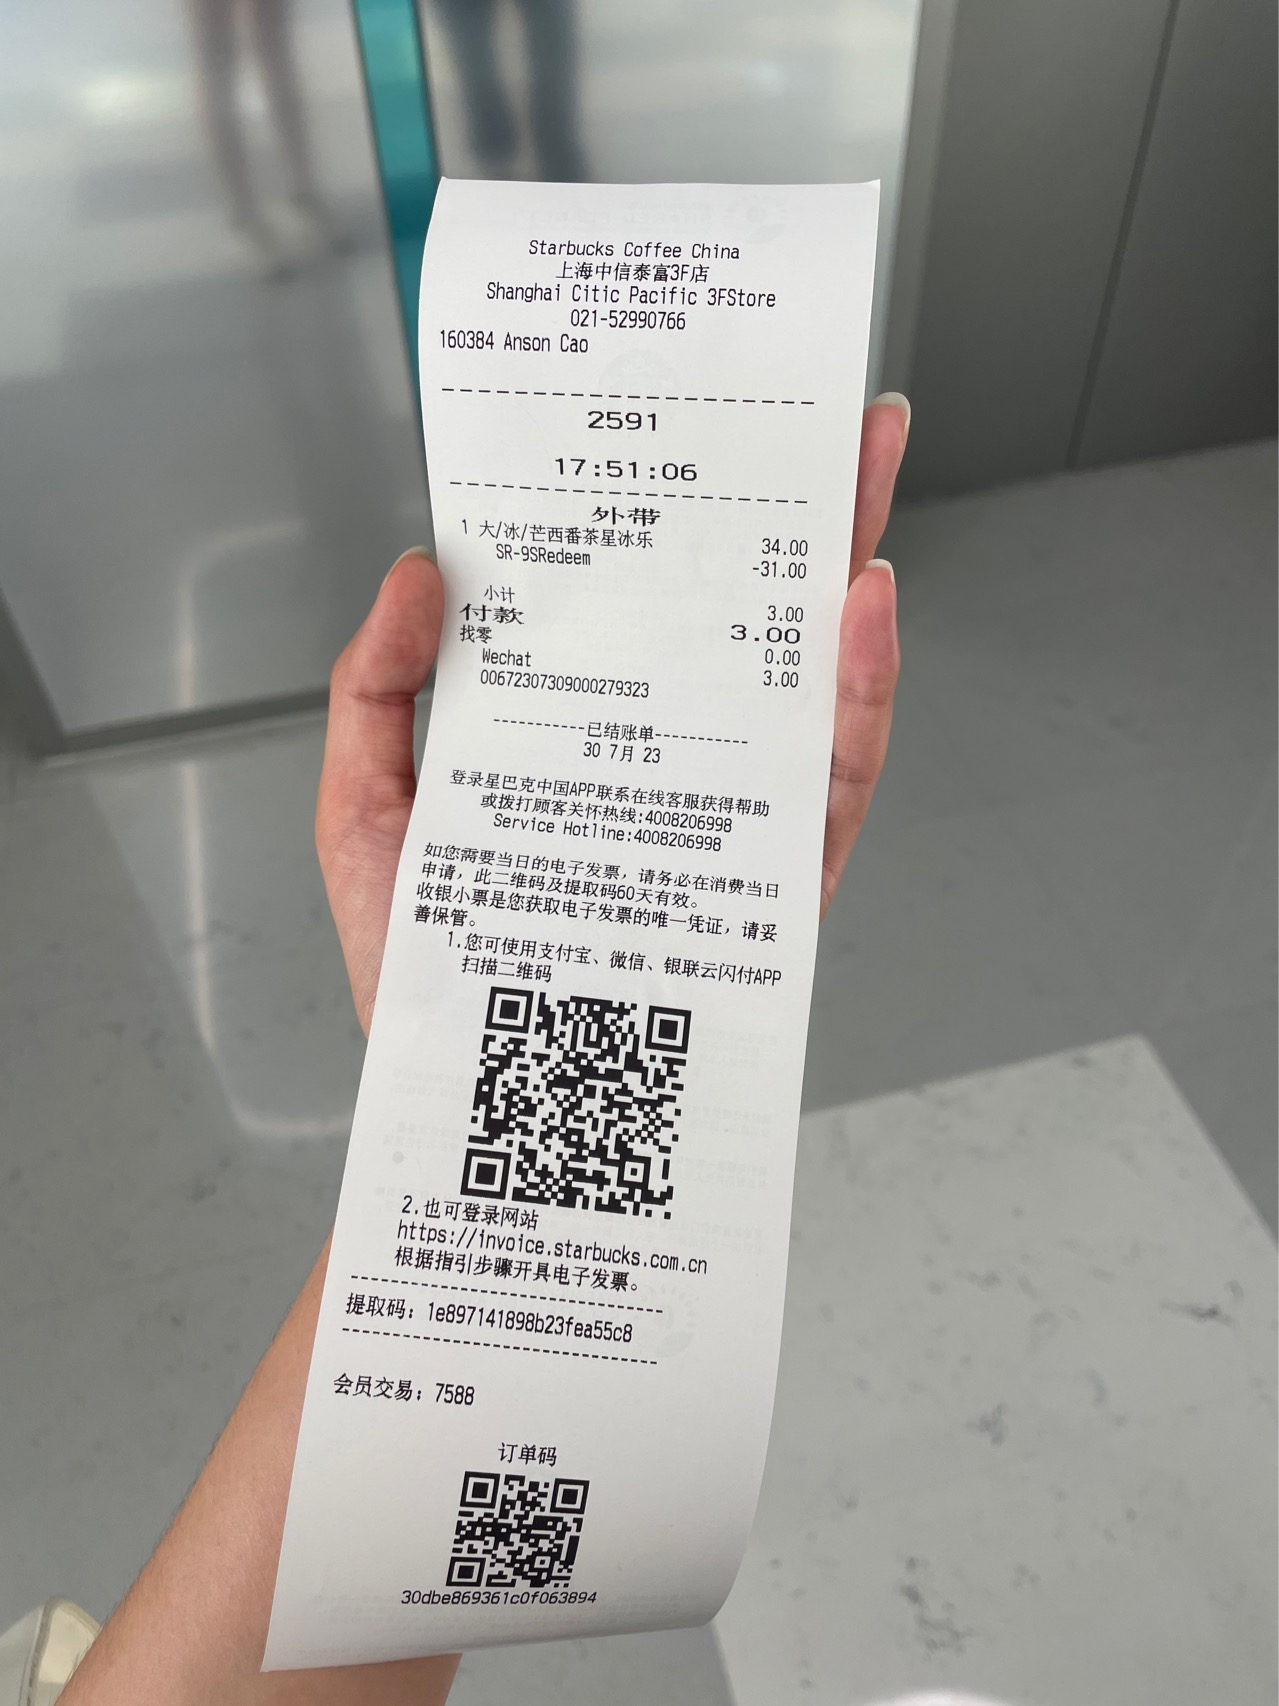 Starbucks Coffee China
上海中信泰富3F店
Shanghai Citic Pacific 3FStore
021-52990766
160384 Anson Cao
2591
17:51:06
外带
1 大/冰/芒西番茶星冰乐 34.00
SR-9SRedeem -31.00
小计 3.00
付款 3.00
找零 0.00
Wechat 3.00
00672307309000279323
-----------已结账单-----------
30 7月 23
登录星巴克中国APP联系在线客服获得帮助
或拨打顾客关怀热线:4008206998
Service Hotline:4008206998
如您需要当日的电子发票，请务必在消费当日
申请，此二维码及提取码60天有效。
收银小票是您获取电子发票的唯一凭证，请妥
善保管。
1.您可使用支付宝、微信、银联云闪付APP
扫描二维码
2.也可登录网站
https://invoice.starbucks.com.cn
根据指引步骤开具电子发票。
提取码: 1e897141898b23fea55c8
会员交易: 7588
订单码
30dbe869361c0f063894